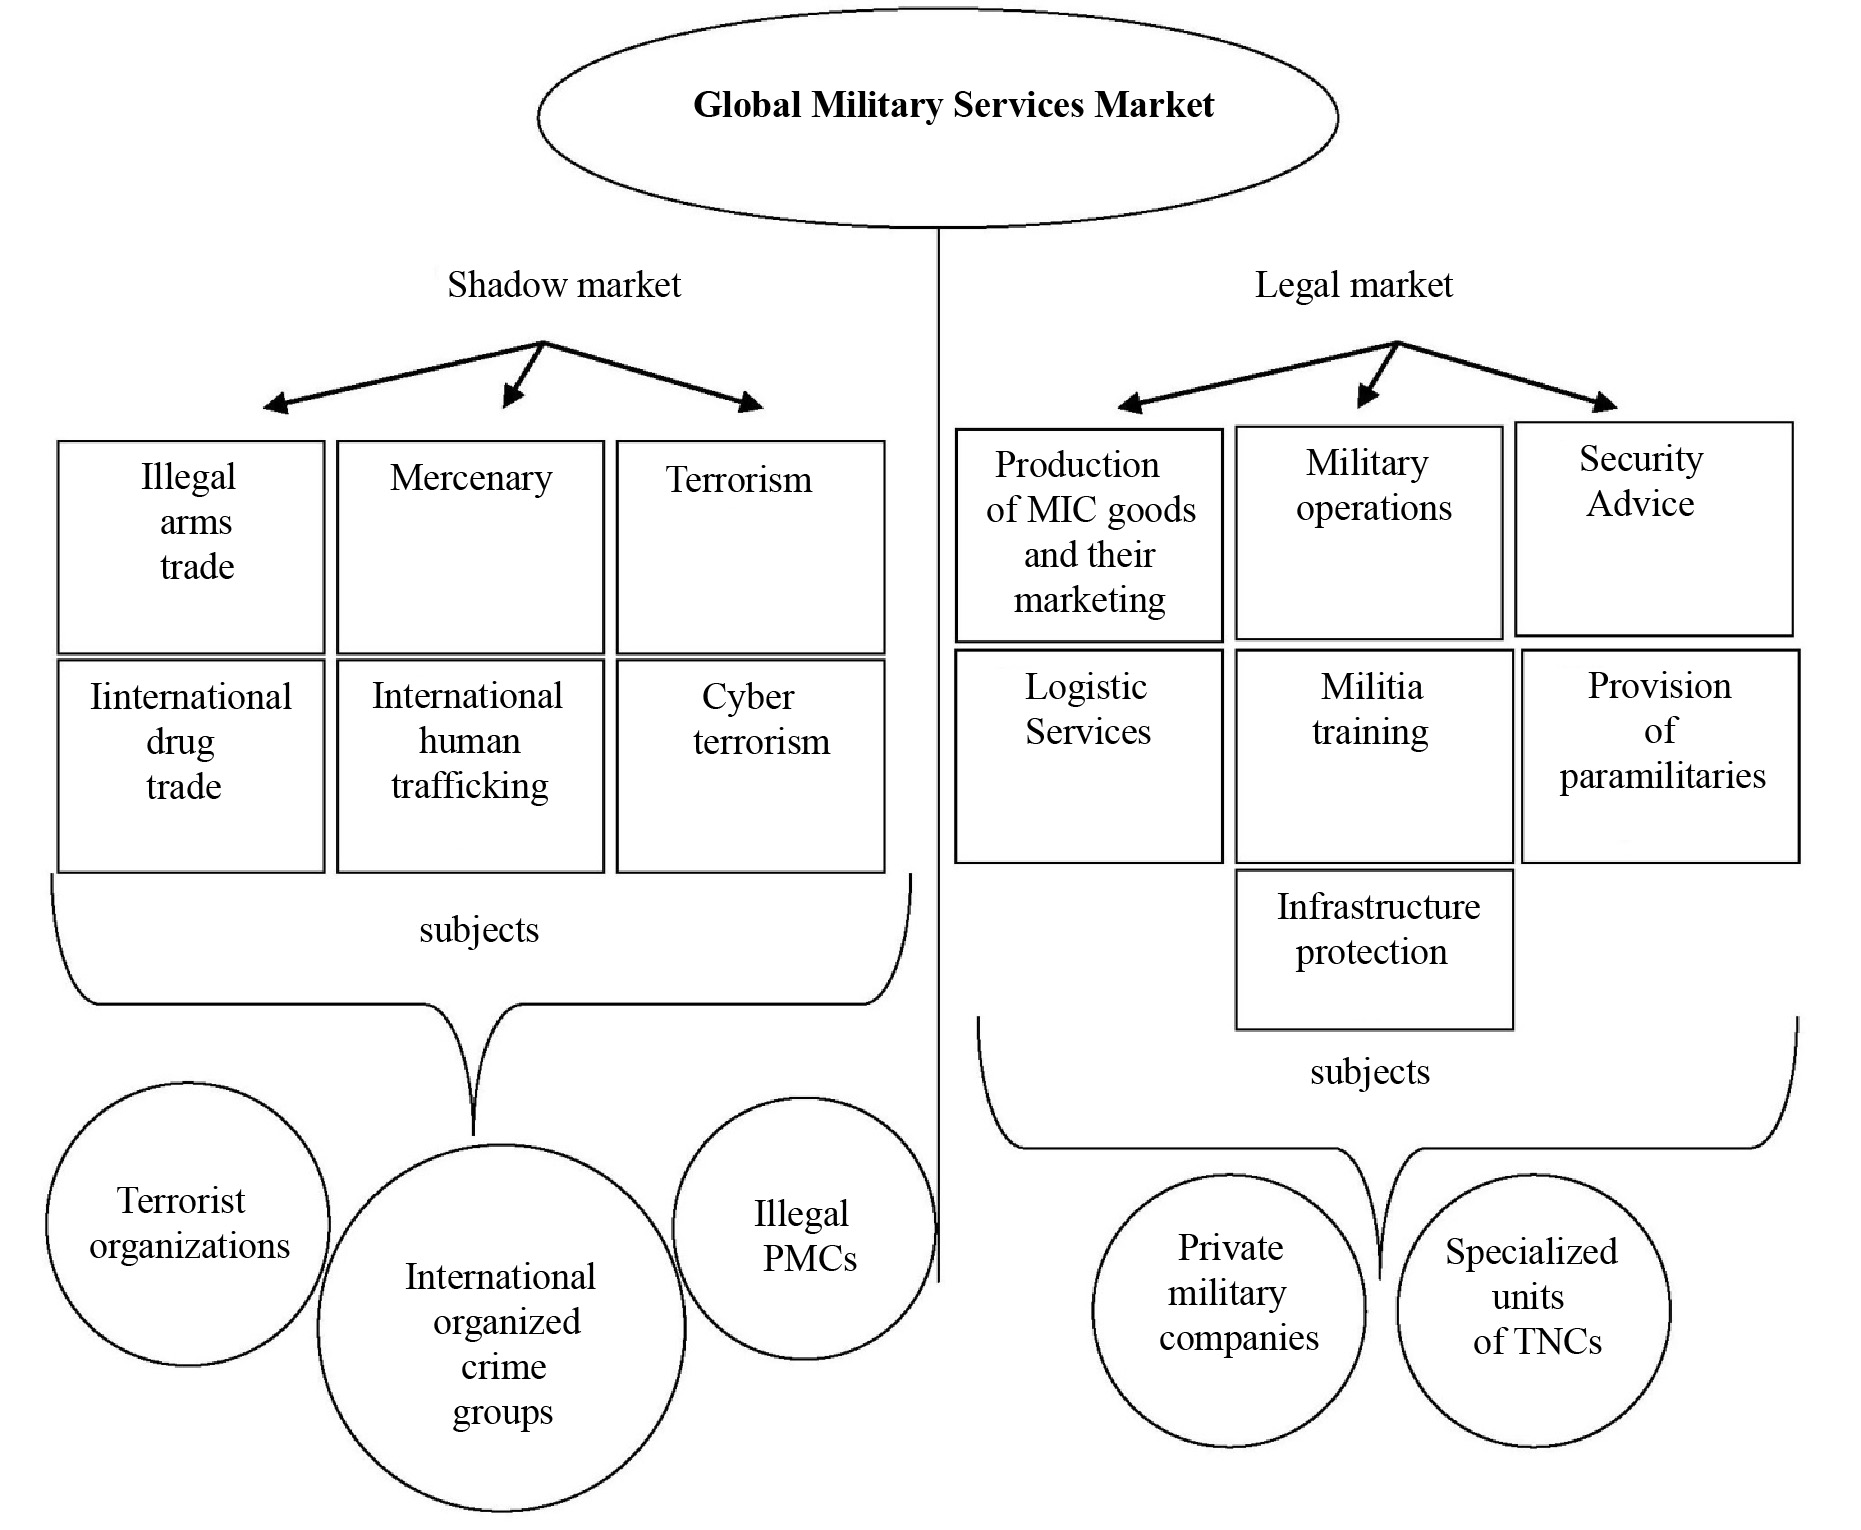 Global Military Services Market
Shadow market
Illegal
arms
trade
Mercenary
Terrorism
Iinternational
drug
trade
International
human
trafficking
Cyber
terrorism
subjects
Terrorist
organizations
International
organized
crime
groups
Illegal
PMCs
Legal market
Production
of MIC goods
and their
marketing
Military
operations
Security
Advice
Logistic
Services
Militia
training
Provision
of
paramilitaries
Infrastructure
protection
subjects
Private
military
companies
Specialized
units
of TNCs